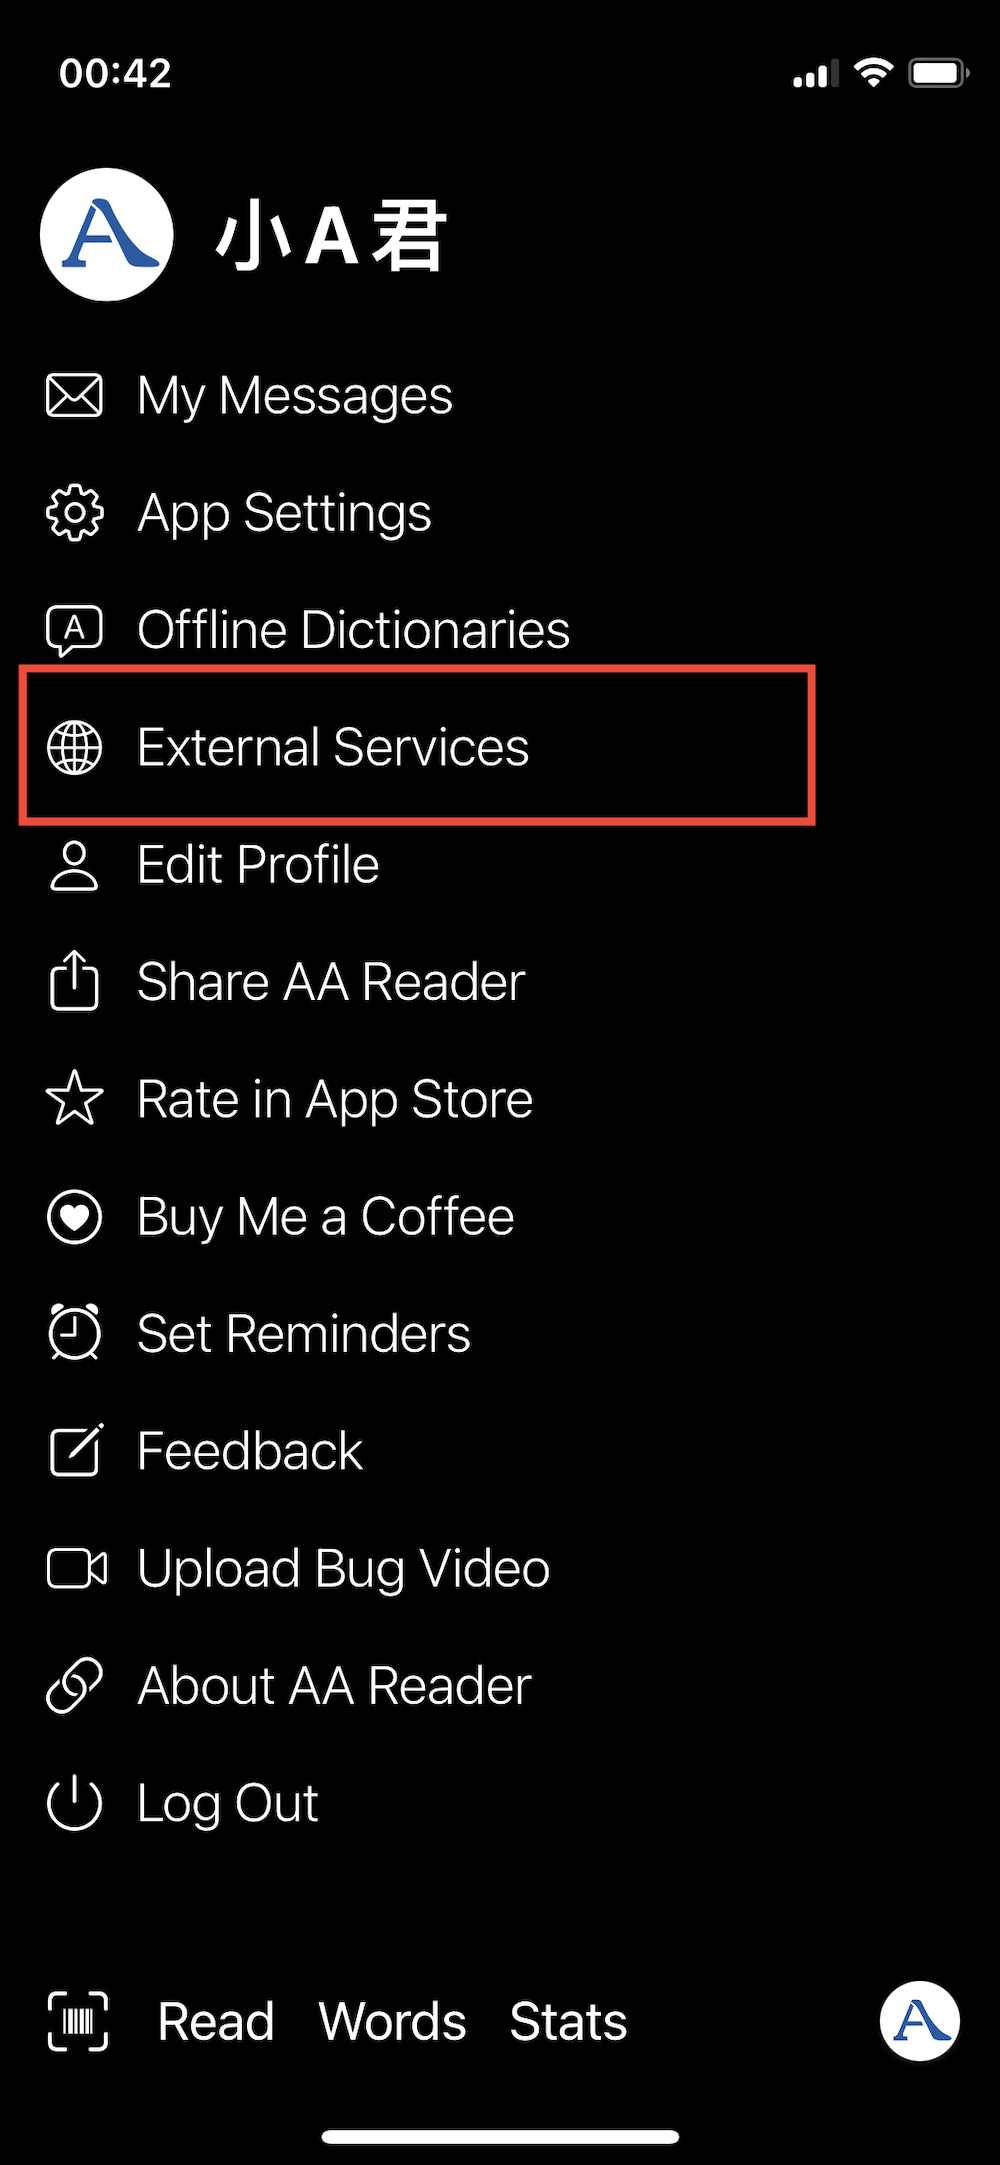 00:42
小A君
My Messages
App Settings
Offline Dictionaries
External Services
Edit Profile
Share AA Reader
Rate in App Store
Buy Me a Coffee
Set Reminders
Feedback
Upload Bug Video
About AA Reader
Log Out
Read Words Stats